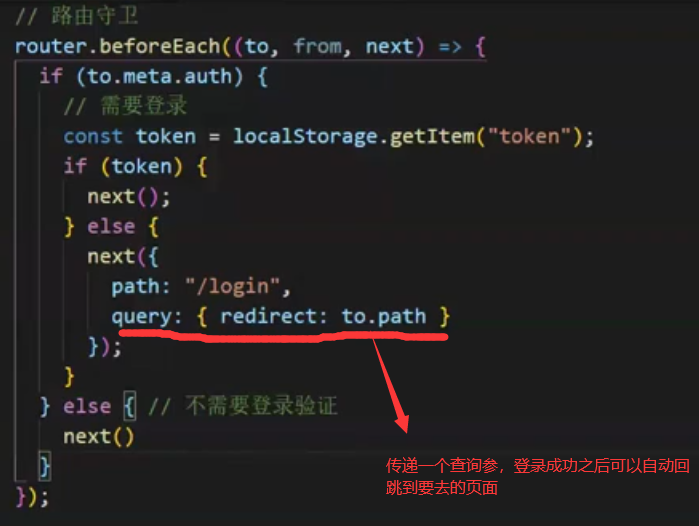 // 路由守卫
router.beforeEach((to, from, next) => {
if (to.meta.auth) {
// 需要登录
const token = localStorage.getItem("token");
if (token) {
next();
} else {
next({
path: "/login",
query: { redirect: to.path }
});
}
} else { // 不需要登录验证
next()
}
});
传递一个查询参，登录成功之后可以自动回
跳到要去的页面